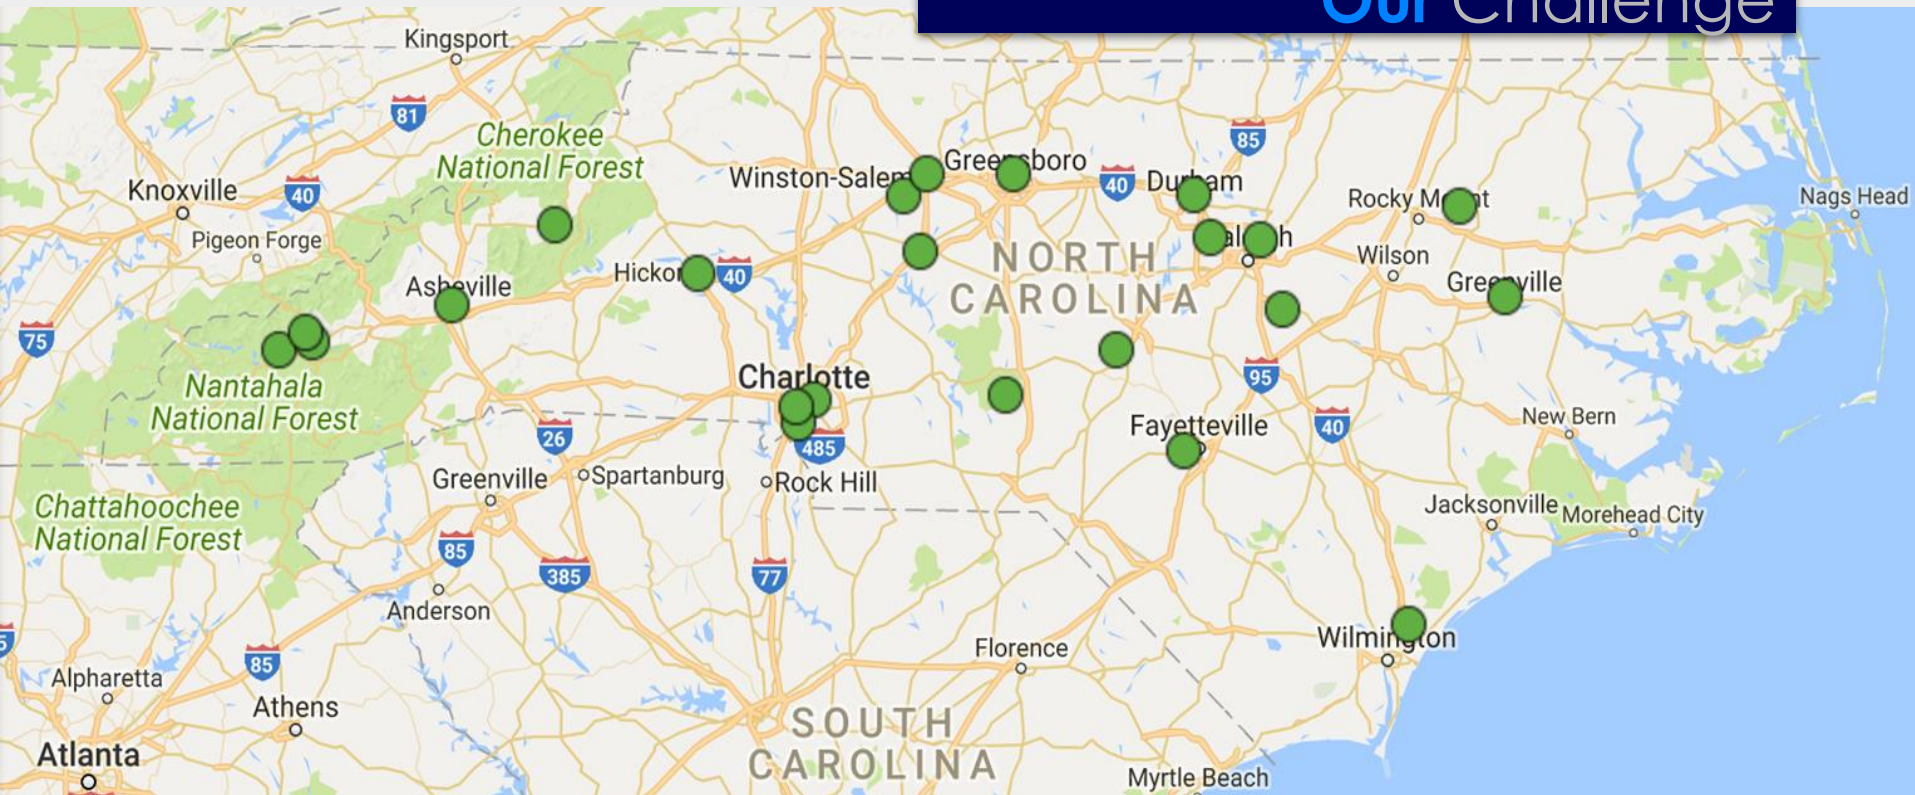 Our Challenge
Kingsport
81
Cherokee
National Forest
85
Winston-Salem
Greensboro
40
Durham
Knoxville
40
Rocky Mount
Nags Head
Pigeon Forge
Raleigh
Wilson
NORTH
CAROLINA
Hickory
40
Asheville
Greenville
75
Nantahala
National Forest
Charlotte
95
New Bern
Fayetteville
40
26
485
Greenville
Spartanburg
Rock Hill
Chattahoochee
National Forest
Jacksonville
Morehead City
85
385
77
Anderson
Wilmington
Florence
85
Alpharetta
Athens
SOUTH
CAROLINA
Atlanta
Myrtle Beach